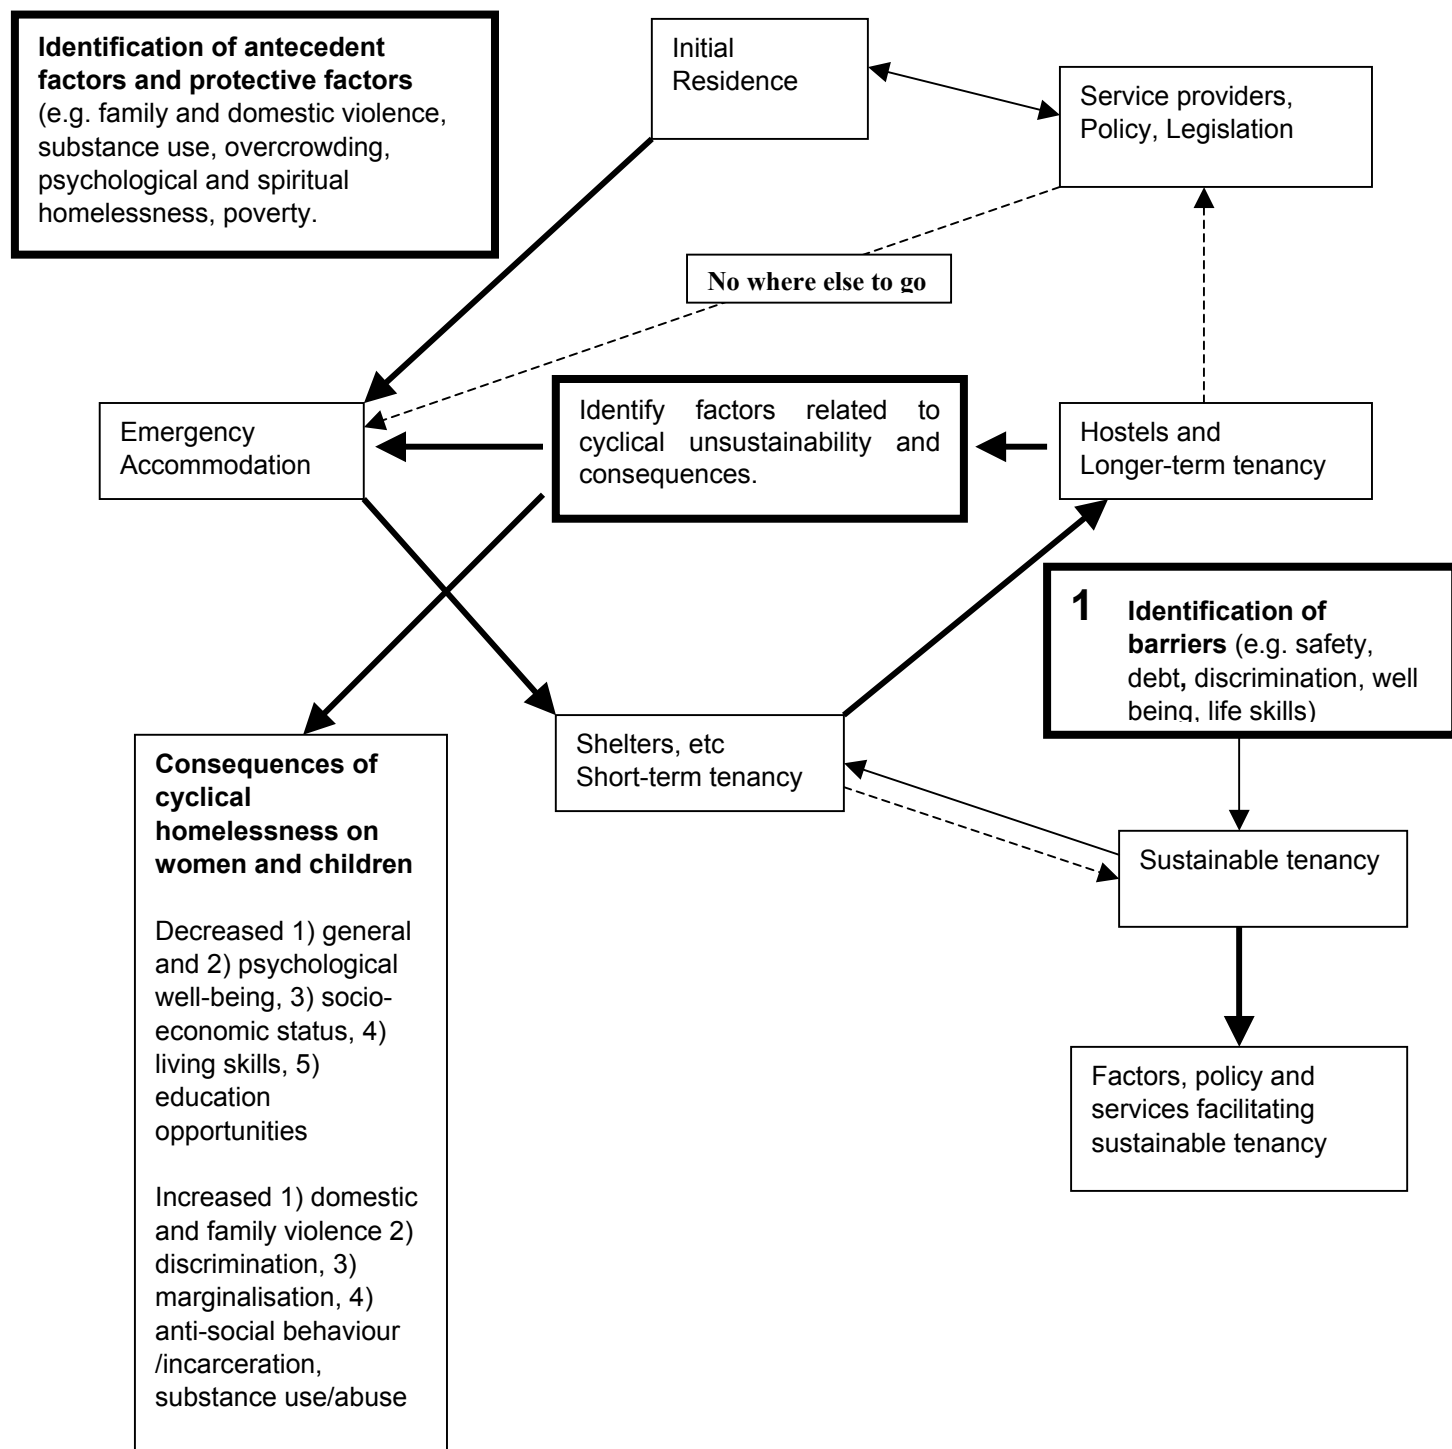 Identification of antecedent
factors and protective factors
(e.g. family and domestic violence,
substance use, overcrowding,
psychological and spiritual
homelessness, poverty.
Initial
Residence
Service providers,
Policy, Legislation
No where else to go
Emergency
Accommodation
Identify factors related to
cyclical unsustainability and
consequences.
Hostels and
Longer-term tenancy
1 Identification of
barriers (e.g. safety,
debt, discrimination, well
being, life skills)
Shelters, etc
Short-term tenancy
Sustainable tenancy
Factors, policy and
services facilitating
sustainable tenancy
Consequences of
cyclical
homelessness on
women and children
Decreased 1) general
and 2) psychological
well-being, 3) socio-
economic status, 4)
living skills, 5)
education
opportunities
Increased 1) domestic
and family violence 2)
discrimination, 3)
marginalisation, 4)
anti-social behaviour
/incarceration,
substance use/abuse